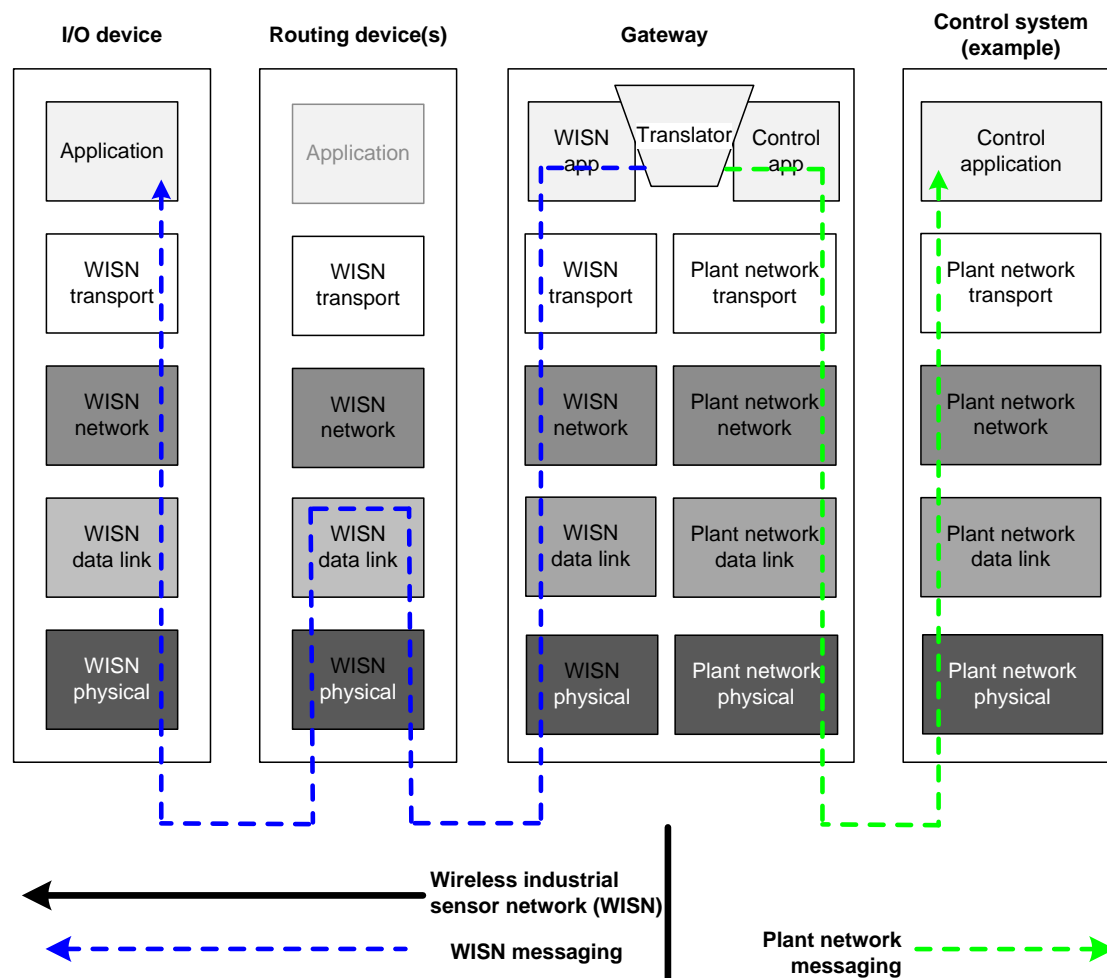 I/O device
Routing device(s)
Gateway
Control system
(example)
Application
Application
WISN
app
Translator
Control
app
Control
application
WISN
transport
WISN
transport
WISN
transport
Plant network
transport
Plant network
transport
WISN
network
WISN
network
WISN
network
Plant network
network
Plant network
network
WISN
data link
WISN
data link
WISN
data link
Plant network
data link
Plant network
data link
WISN
physical
WISN
physical
WISN
physical
Plant network
physical
Plant network
physical
Wireless industrial
sensor network (WISN)
WISN messaging
Plant network
messaging